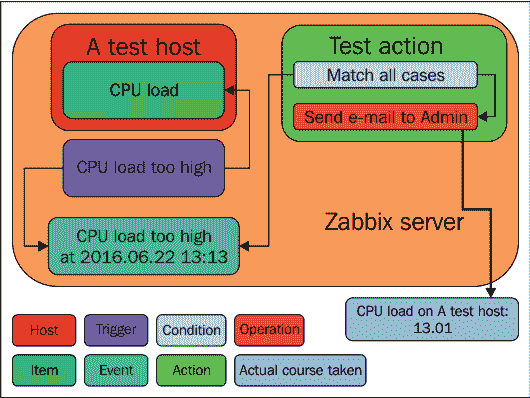 A test host
CPU load
CPU load too high
CPU load too high
at 2016.06.22 13:13
Test action
Match all cases
Send e-mail to Admin
Zabbix server
CPU load on A test host:
13.01
Host
Trigger
Condition
Operation
Item
Event
Action
Actual course taken